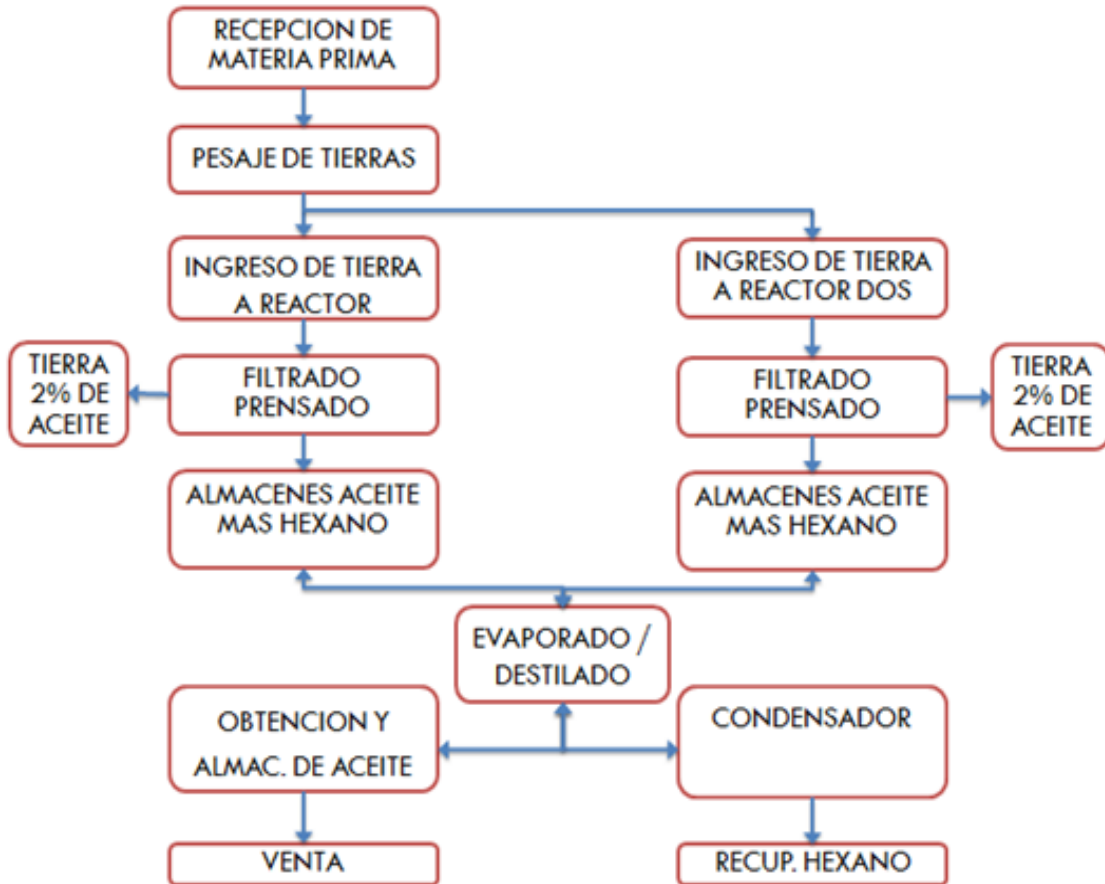 RECEPCION DE
MATERIA PRIMA
PESAJE DE TIERRAS
INGRESO DE TIERRA
A REACTOR
INGRESO DE TIERRA
A REACTOR DOS
TIERRA
2% DE
ACEITE
FILTRADO
PRENSADO
FILTRADO
PRENSADO
TIERRA
2% DE
ACEITE
ALMACENES ACEITE
MAS HEXANO
ALMACENES ACEITE
MAS HEXANO
EVAPORADO /
DESTILADO
OBTENCION Y
ALMAC. DE ACEITE
CONDENSADOR
VENTA
RECUP. HEXANO